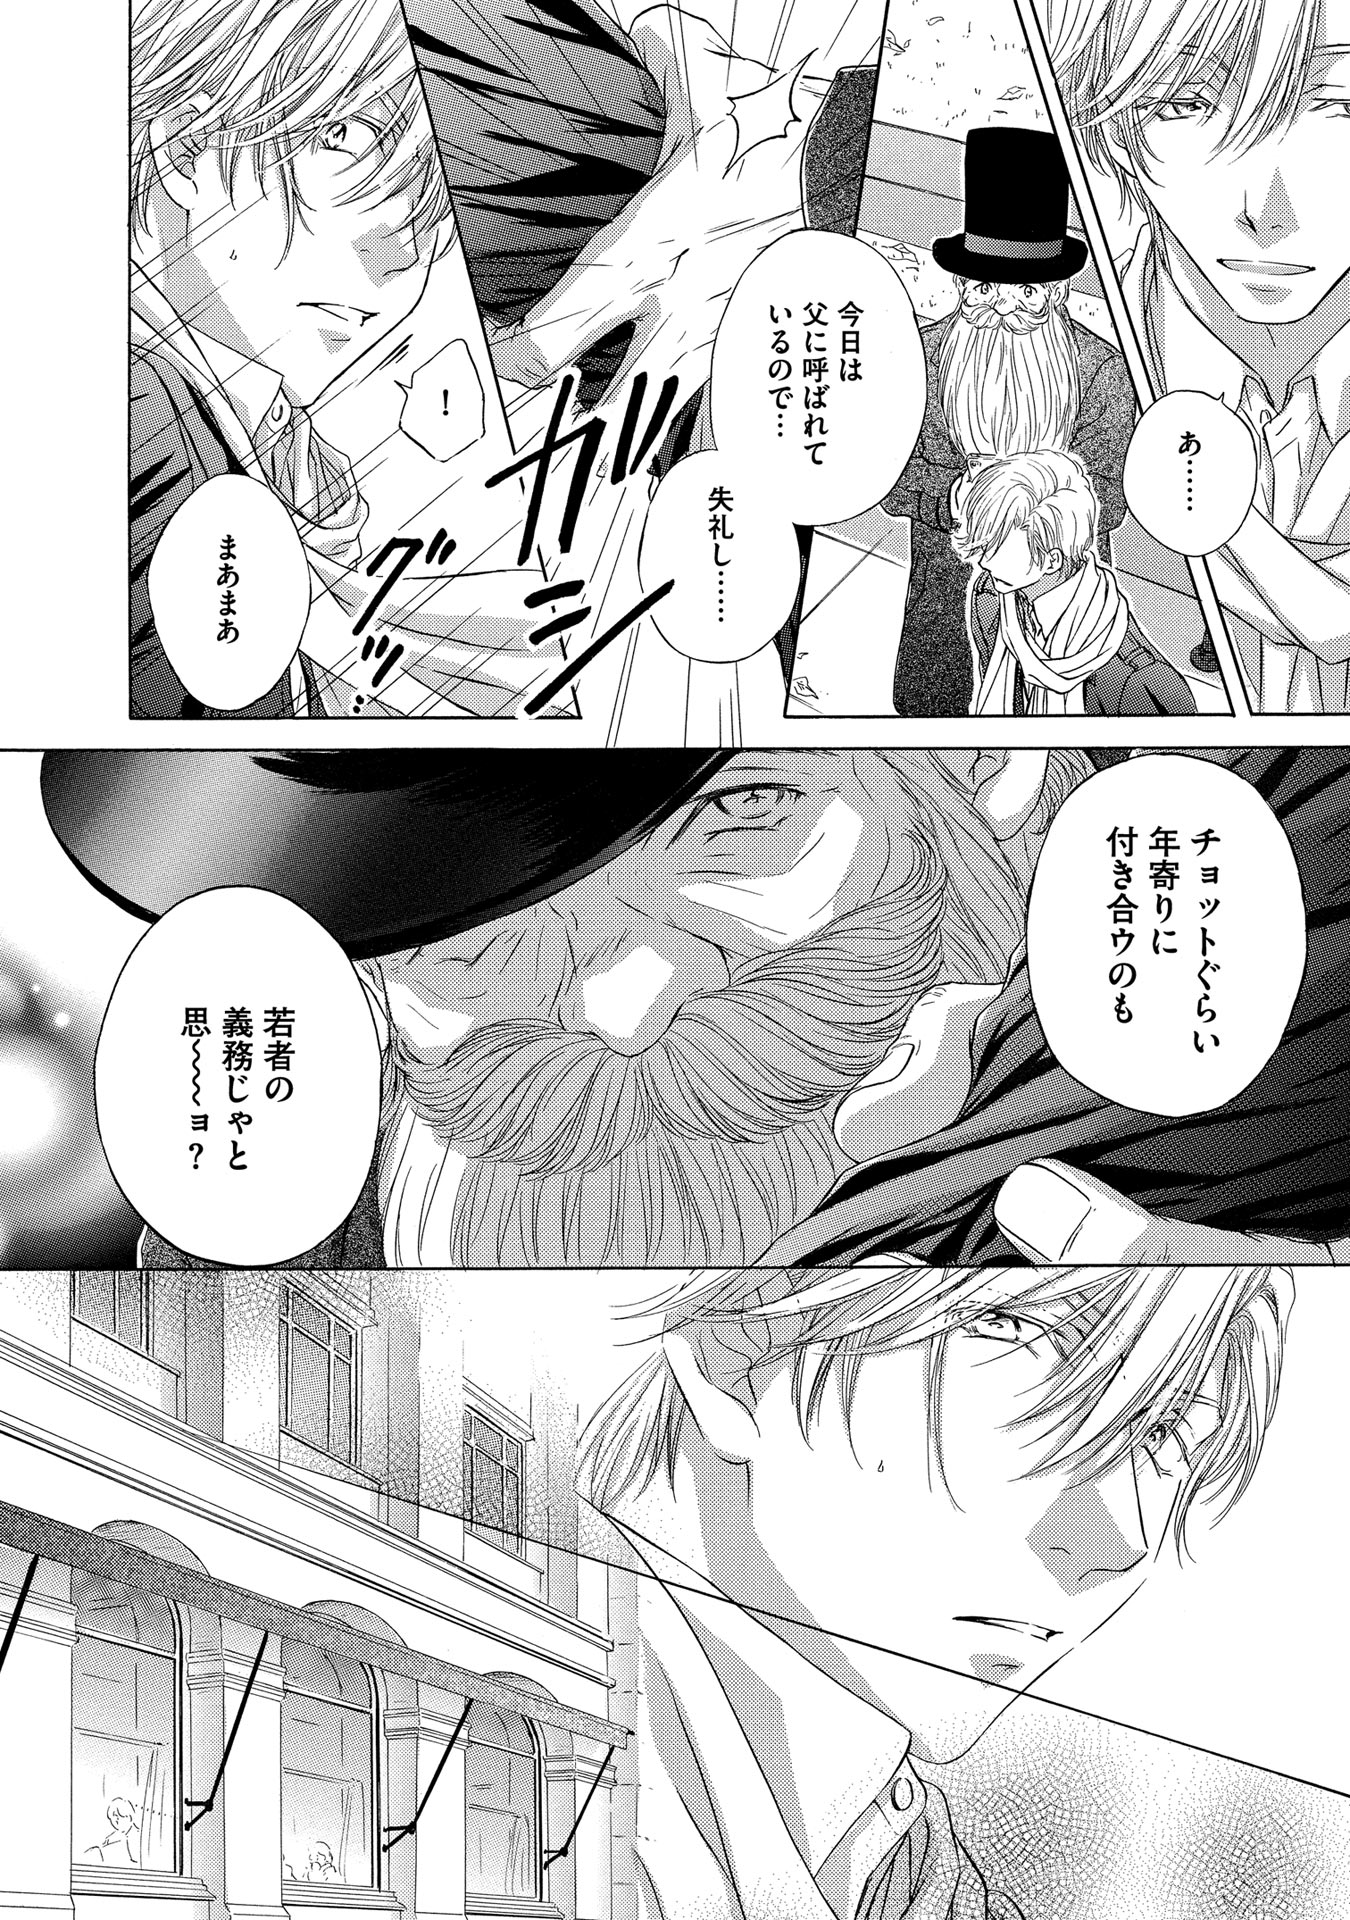 あ……
今日は
父に呼ばれて
いるので…
失礼し……
ガシ
グッ…
!
まあまあ
チョットぐらい
年寄りに
付き合ウのも
若者の
義務じゃと
思〜〜〜ョ?